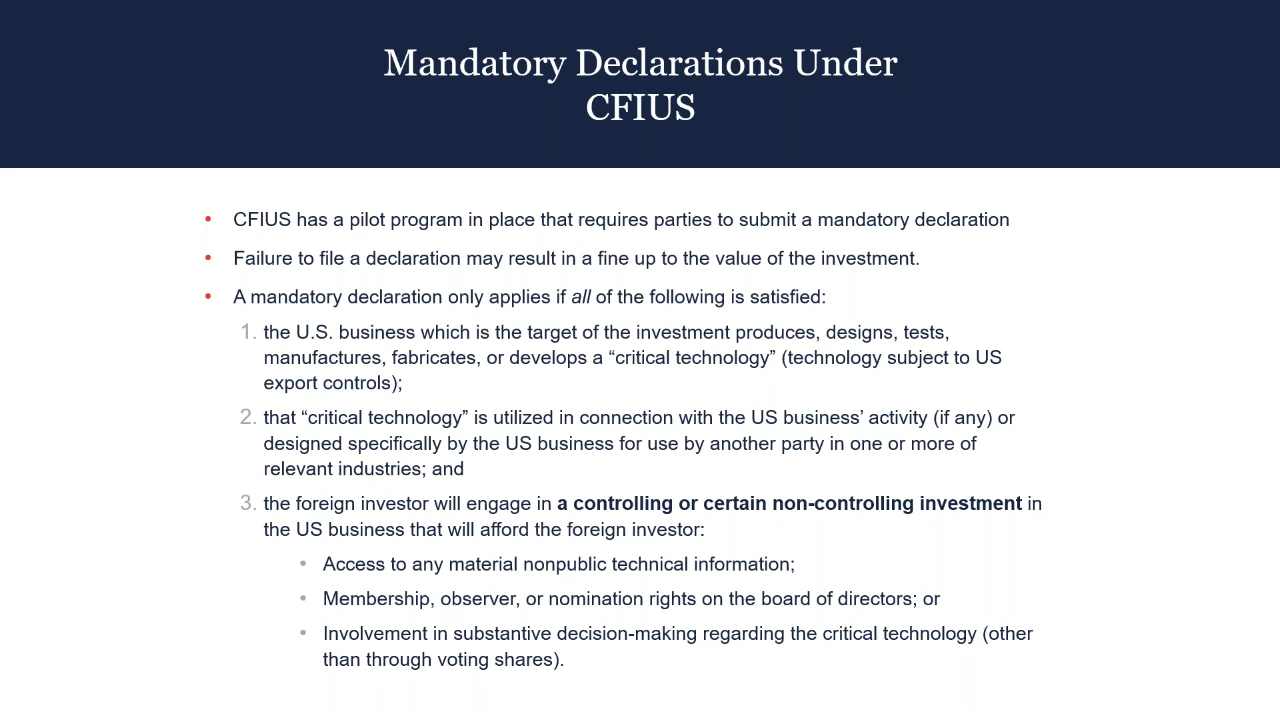 Mandatory Declarations Under
CFIUS
• CFIUS has a pilot program in place that requires parties to submit a mandatory declaration
• Failure to file a declaration may result in a fine up to the value of the investment.
• A mandatory declaration only applies if all of the following is satisfied:
1. the U.S. business which is the target of the investment produces, designs, tests,
manufactures, fabricates, or develops a “critical technology” (technology subject to US
export controls);
2. that “critical technology” is utilized in connection with the US business’ activity (if any) or
designed specifically by the US business for use by another party in one or more of
relevant industries; and
3. the foreign investor will engage in a controlling or certain non-controlling investment in
the US business that will afford the foreign investor:
• Access to any material nonpublic technical information;
• Membership, observer, or nomination rights on the board of directors; or
• Involvement in substantive decision-making regarding the critical technology (other
than through voting shares).